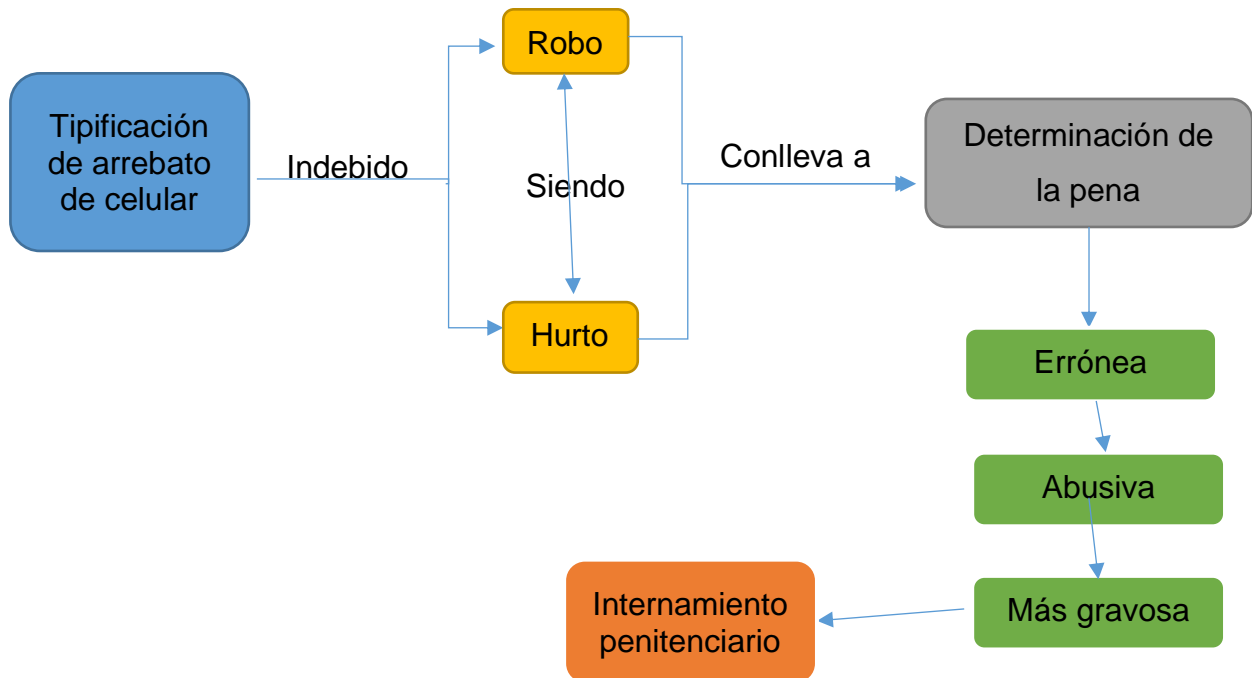 Tipificación
de arrebato
de celular
Indebido
Robo
Siendo
Hurto
Conlleva a
Determinación de
la pena
Errónea
Abusiva
Más gravosa
Internamiento
penitenciario